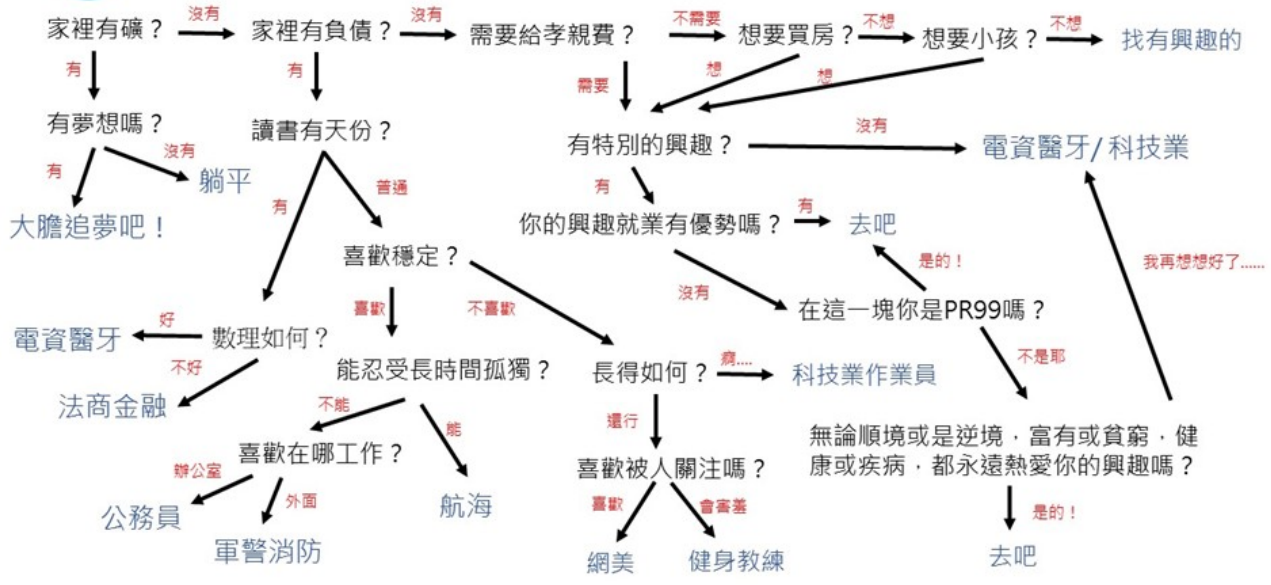 家裡有礦？
沒有
家裡有負債？
沒有
需要給孝親費？
不需要
想要買房？
不想
想要小孩？
不想
找有興趣的
有
有
需要
想
想
有夢想嗎？
讀書有天份？
有特別的興趣？
沒有
電資醫牙/科技業
有
沒有
躺平
大膽追夢吧！
有
普通
有
你的興趣就業有優勢嗎？
有
去吧
喜歡穩定？
是的！
我再想想好了......
喜歡
不喜歡
沒有
在這一塊你是PR99嗎？
電資醫牙
好
數理如何？
不好
法商金融
能忍受長時間孤獨？
長得如何？
痾....
科技業作業員
不是耶
不能
能
還行
無論順境或是逆境，富有或貧窮，健
康或疾病，都永遠熱愛你的興趣嗎？
喜歡在哪工作？
喜歡被人關注嗎？
辦公室
外面
公務員
軍警消防
航海
喜歡
會害羞
網美
健身教練
是的！
去吧